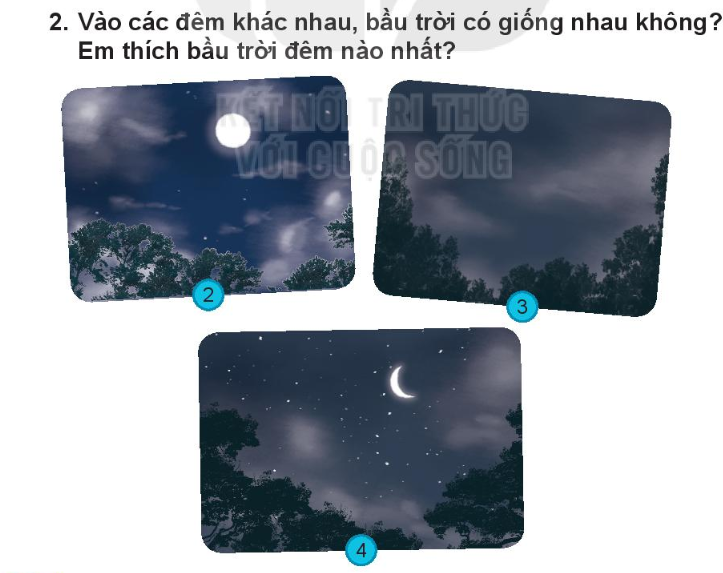 2. Vào các đêm khác nhau, bầu trời có giống nhau không?
Em thích bầu trời đêm nào nhất?
KẾT NỐI TRI THỨC
VỚI CUỘC SỐNG
2
3
4